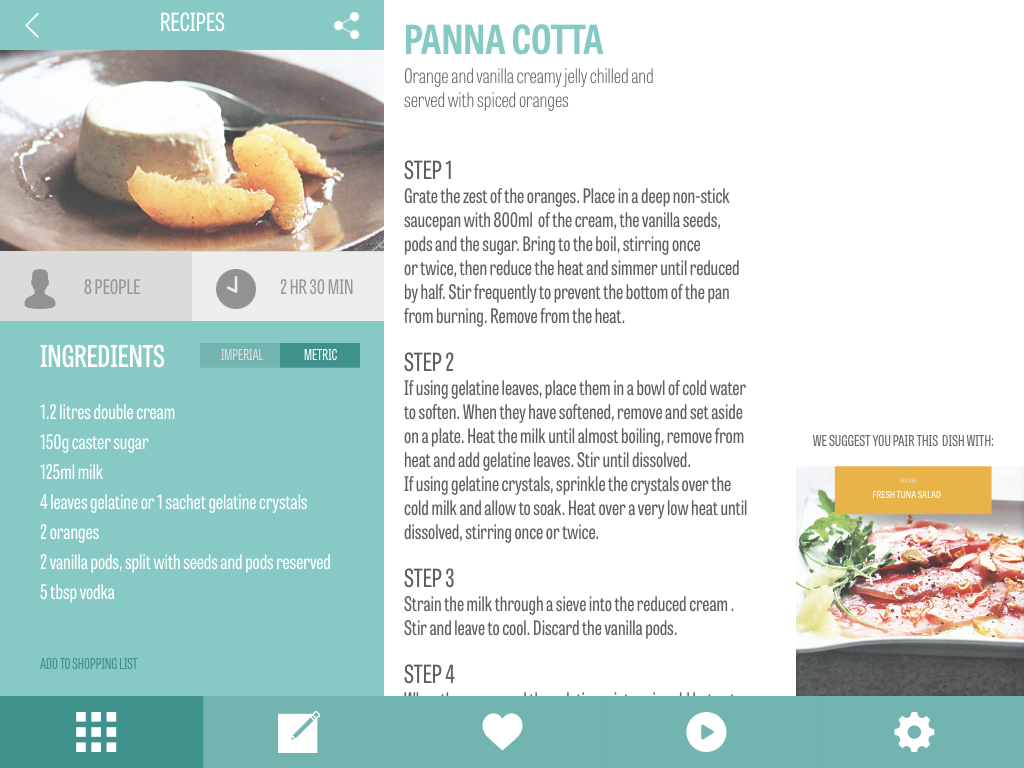 RECIPES
8 PEOPLE
2 HR 30 MIN
INGREDIENTS
IMPERIAL
METRIC
1.2 litres double cream
150g caster sugar
125ml milk
4 leaves gelatine or 1 sachet gelatine crystals
2 oranges
2 vanilla pods, split with seeds and pods reserved
5 tbsp vodka
ADD TO SHOPPING LIST
PANNA COTTA
Orange and vanilla creamy jelly chilled and
served with spiced oranges
STEP 1
Grate the zest of the oranges. Place in a deep non-stick
saucepan with 800ml of the cream, the vanilla seeds,
pods and the sugar. Bring to the boil, stirring once
or twice, then reduce the heat and simmer until reduced
by half. Stir frequently to prevent the bottom of the pan
from burning. Remove from the heat.
STEP 2
If using gelatine leaves, place them in a bowl of cold water
to soften. When they have softened, remove and set aside
on a plate. Heat the milk until almost boiling, remove from
heat and add gelatine leaves. Stir until dissolved.
If using gelatine crystals, sprinkle the crystals over the
cold milk and allow to soak. Heat over a very low heat until
dissolved, stirring once or twice.
STEP 3
Strain the milk through a sieve into the reduced cream .
Stir and leave to cool. Discard the vanilla pods.
STEP 4
WE SUGGEST YOU PAIR THIS DISH WITH:
FRESH TUNA SALAD